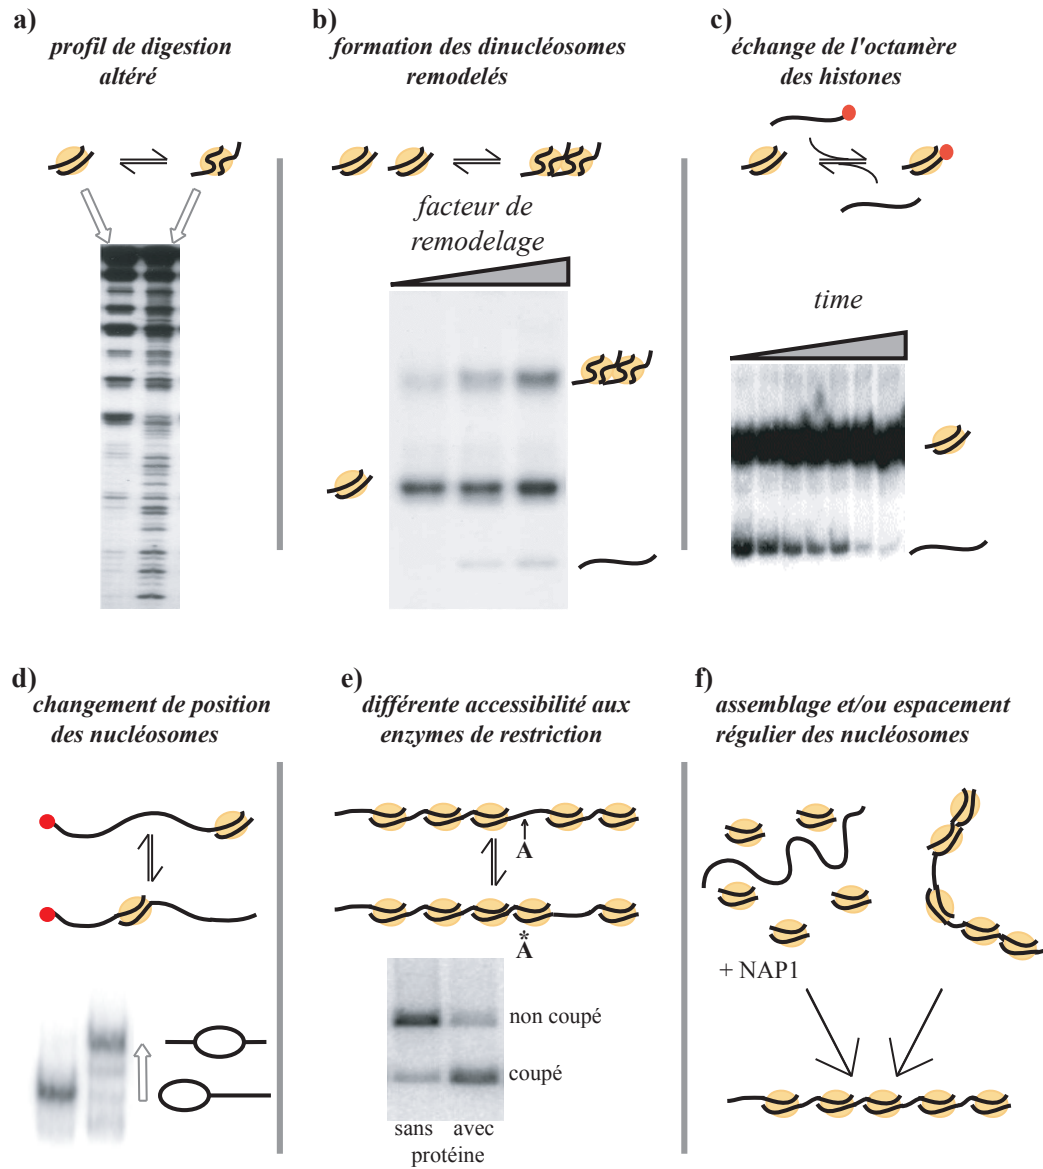 a)
profil de digestion
altéré
b)
formation des dinucléosomes
remodelés
facteur de
remodelage
c)
échange de l'octamère
des histones
time
d)
changement de position
des nucléosomes
e)
différente accessibilité aux
enzymes de restriction
A
*
A
non coupé
coupé
sans avec
protéine
f)
assemblage et/ou espacement
régulier des nucléosomes
+ NAP1